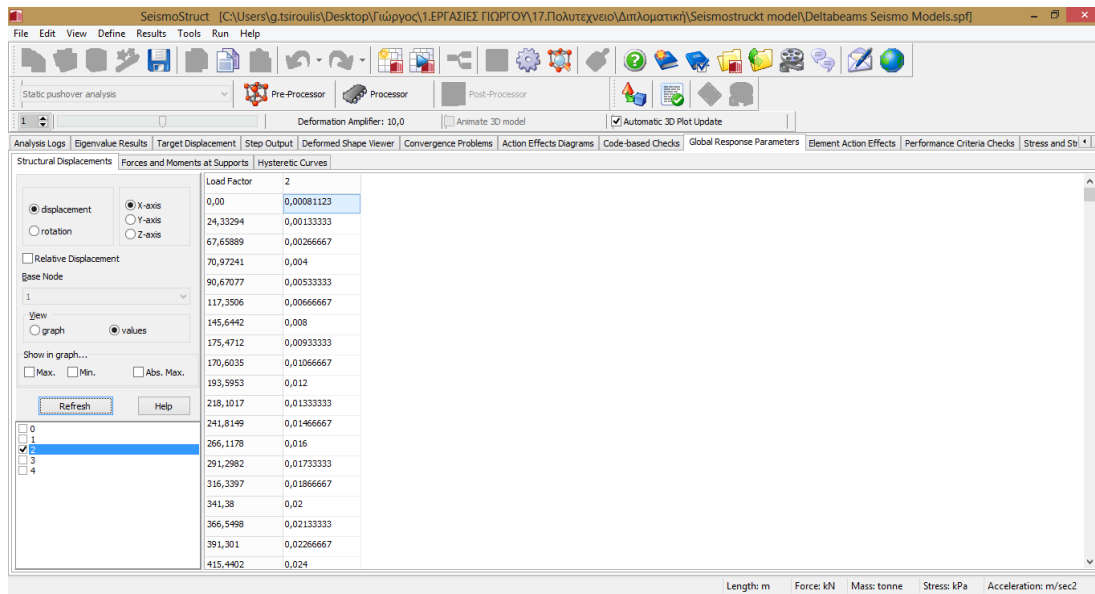 SeismoStruct [C:\Users\g.tsiroulis\Desktop\Γιώργος\1.ΕΡΓΑΣΙΕΣ ΓΙΩΡΓΟΥ\17.Πολυτεχνειο\Διπλοματική\Seismostruckt model\Deltabeams Seismo Models.spf]
File Edit View Define Results Tools Run Help
Static pushover analysis Pre-Processor Processor Post-Processor
1 Deformation Amplifier: 10,0 Animate 3D model Automatic 3D Plot Update
Analysis Logs Eigenvalue Results Target Displacement Step Output Deformed Shape Viewer Convergence Problems Action Effects Diagrams Code-based Checks Global Response Parameters Element Action Effects Performance Criteria Checks Stress and Str
Structural Displacements Forces and Moments at Supports Hysteretic Curves
displacement
rotation
X-axis
Y-axis
Z-axis
Relative Displacement
Base Node
1
View
graph values
Show in graph...
Max. Min. Abs. Max.
Refresh Help
0
1
2
3
4
Load Factor 2
0,00 0,00081123
24,33294 0,00133333
67,65889 0,00266667
70,97241 0,004
90,67077 0,00533333
117,3506 0,00666667
145,6442 0,008
175,4712 0,00933333
170,6035 0,01066667
193,5953 0,012
218,1017 0,01333333
241,8149 0,01466667
266,1178 0,016
291,2982 0,01733333
316,3397 0,01866667
341,38 0,02
366,5498 0,02133333
391,301 0,02266667
415,4402 0,024
Length: m Force: kN Mass: tonne Stress: kPa Acceleration: m/sec2